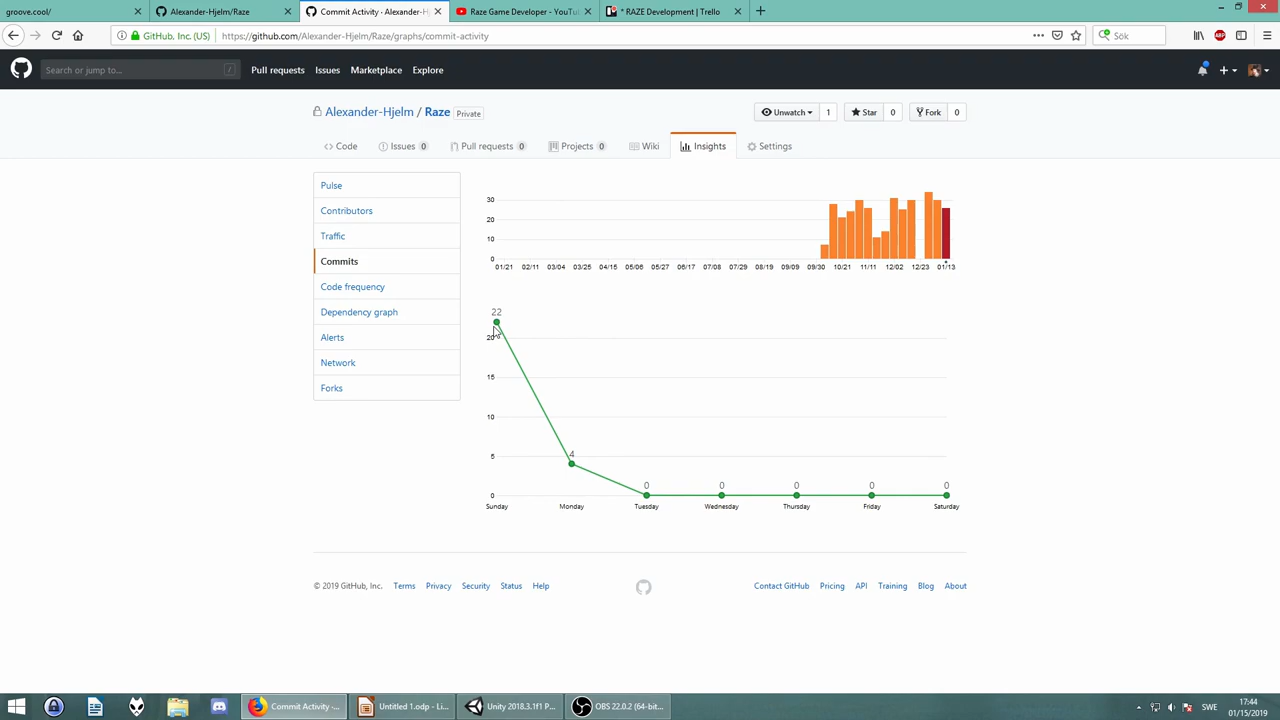 groove.cool/
Alexander-Hjelm/Raze
Commit Activity · Alexander-H
Raze Game Developer - YouTu
* RAZE Development | Trello
GitHub, Inc. (US)
https://github.com/Alexander-Hjelm/Raze/graphs/commit-activity
Sök
Search or jump to...
/
Pull requests
Issues
Marketplace
Explore
Alexander-Hjelm / Raze
Private
Unwatch
1
Star
0
Fork
0
Code
Issues 0
Pull requests 0
Projects 0
Wiki
Insights
Settings
Pulse
Contributors
Traffic
Commits
Code frequency
Dependency graph
Alerts
Network
Forks
30
20
10
0
01/21 02/11 03/04 03/25 04/15 05/06 05/27 06/17 07/08 07/29 08/19 09/09 09/30 10/21 11/11 12/02 12/23 01/13
22
20
15
10
4
5
0 0 0 0 0
0
Sunday Monday Tuesday Wednesday Thursday Friday Saturday
© 2019 GitHub, Inc.
Terms
Privacy
Security
Status
Help
Contact GitHub
Pricing
API
Training
Blog
About
Commit Activity -...
Untitled 1.odp - Li...
Unity 2018.3.1f1 P...
OBS 22.0.2 (64-bit...
SWE
17:44
01/15/2019